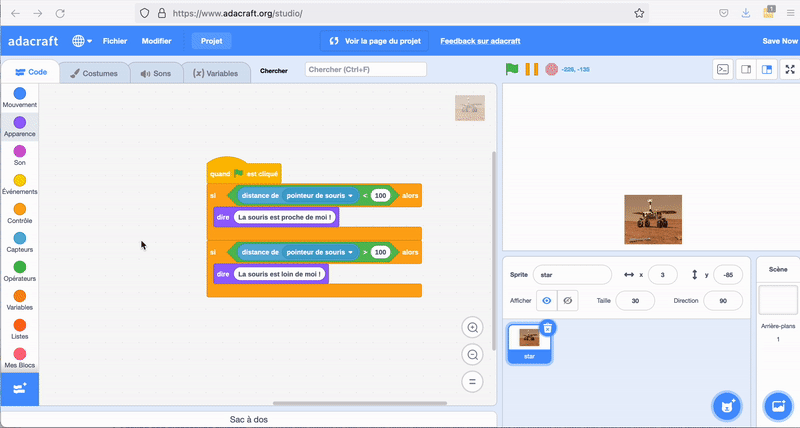 https://www.adacraft.org/studio/
1
adacraft
Fichier
Modifier
Projet
Voir la page du projet
Feedback sur adacraft
Save Now
Code
Costumes
Sons
(x) Variables
Chercher
Chercher (Ctrl+F)
-226, -135
Mouvement
Apparence
Son
Événements
Contrôle
Capteurs
Opérateurs
Variables
Listes
Mes Blocs
quand est cliqué
si distance de pointeur de souris < 100 alors
dire La souris est proche de moi !
si distance de pointeur de souris > 100 alors
dire La souris est loin de moi !
Sac à dos
Sprite star x 3 y -85
Afficher Taille 30 Direction 90
star
Scène
Arrière-plans
1